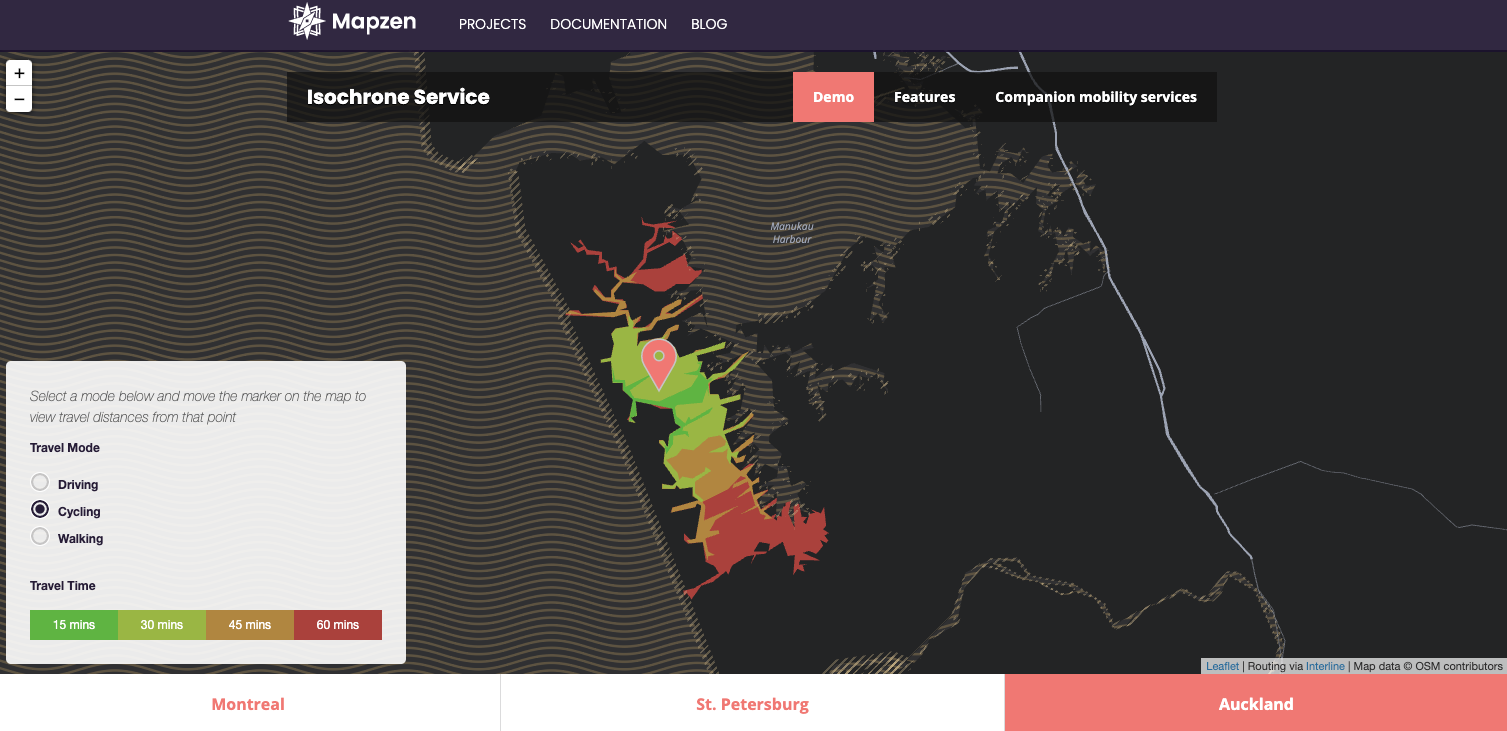 Mapzen
PROJECTS
DOCUMENTATION
BLOG
+
−
Isochrone Service
Demo
Features
Companion mobility services
Manukau
Harbour
Select a mode below and move the marker on the map to
view travel distances from that point
Travel Mode
Driving
Cycling
Walking
Travel Time
15 mins
30 mins
45 mins
60 mins
Leaflet | Routing via Interline | Map data © OSM contributors
Montreal
St. Petersburg
Auckland